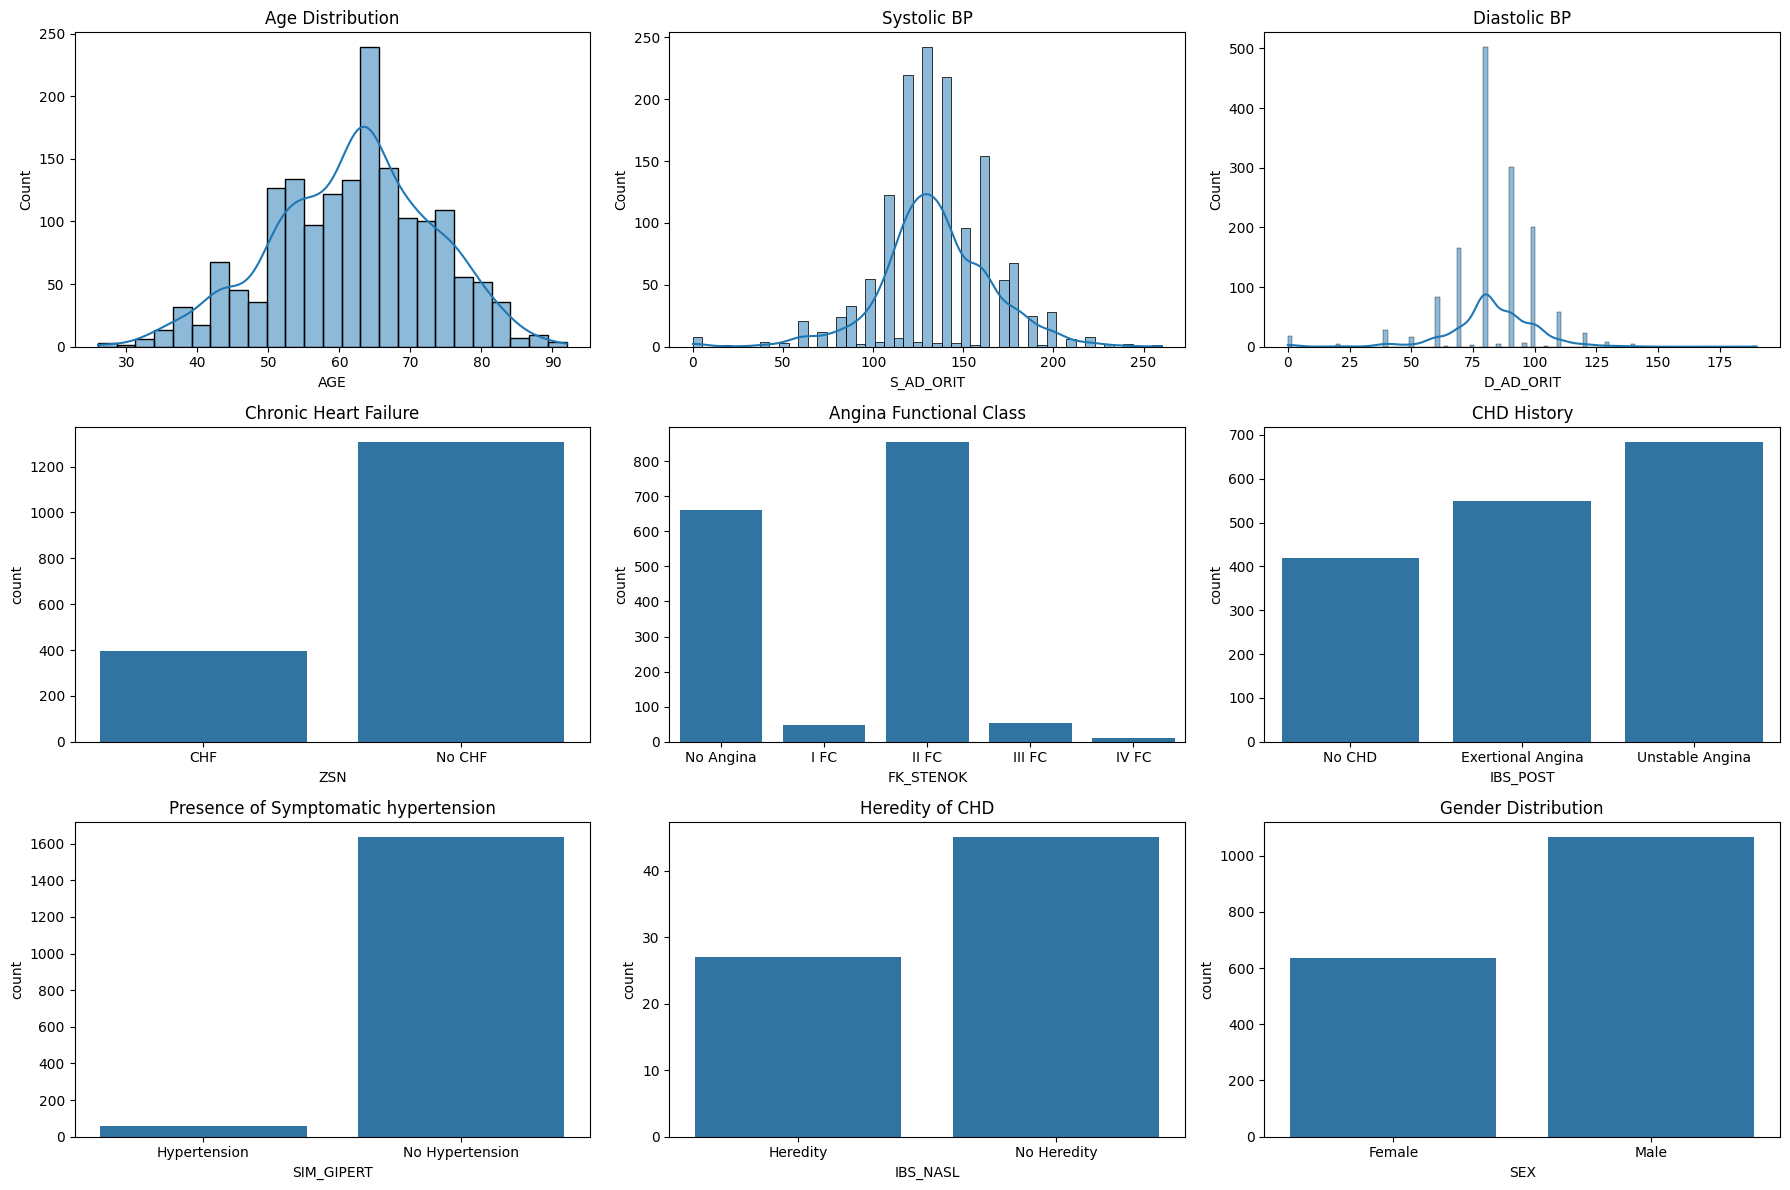 Age Distribution
250
200
150
100
50
0
Count
30 40 50 60 70 80 90
AGE
Systolic BP
250
200
150
100
50
0
Count
0 50 100 150 200 250
S_AD_ORIT
Diastolic BP
500
400
300
200
100
0
Count
0 25 50 75 100 125 150 175
D_AD_ORIT
Chronic Heart Failure
1200
1000
800
600
400
200
0
count
CHF No CHF
ZSN
Angina Functional Class
800
700
600
500
400
300
200
100
0
count
No Angina I FC II FC III FC IV FC
FK_STENOK
CHD History
700
600
500
400
300
200
100
0
count
No CHD Exertional Angina Unstable Angina
IBS_POST
Presence of Symptomatic hypertension
1600
1400
1200
1000
800
600
400
200
0
count
Hypertension No Hypertension
SIM_GIPERT
Heredity of CHD
40
30
20
10
0
count
Heredity No Heredity
IBS_NASL
Gender Distribution
1000
800
600
400
200
0
count
Female Male
SEX